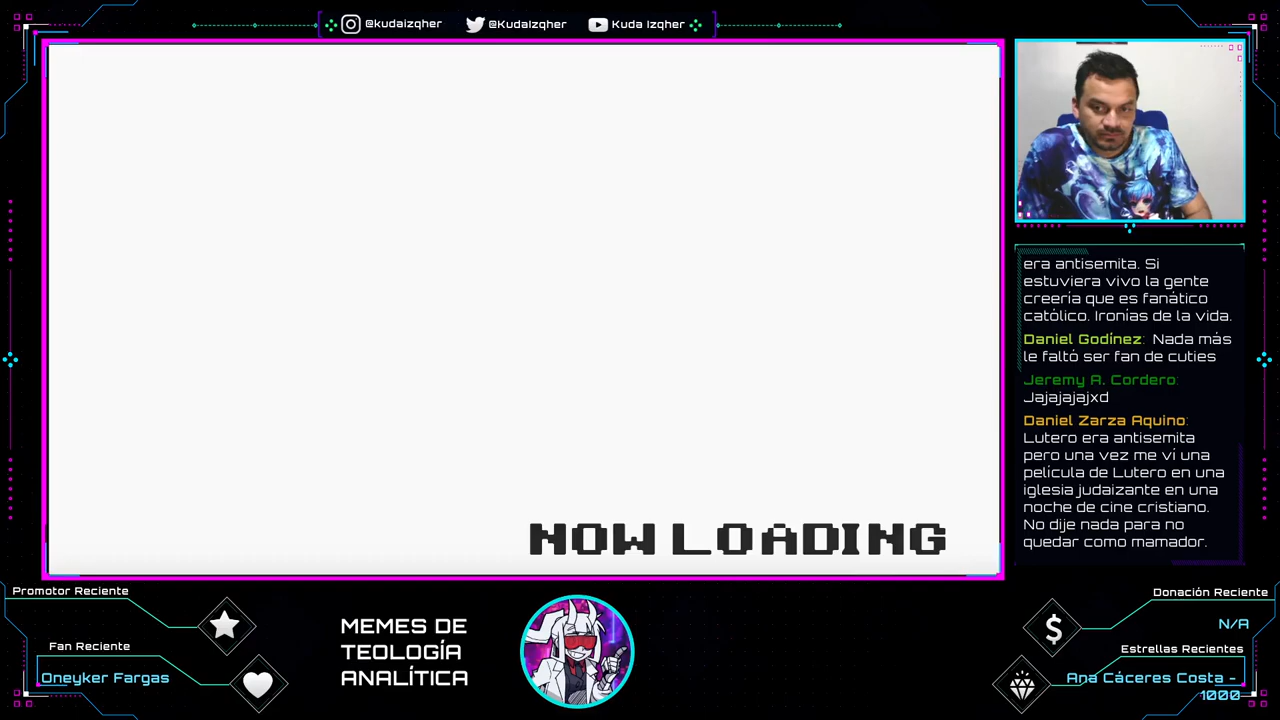 @kudaizqher
@Kudaizqher
Kuda Izqher
era antisemita. Si
estuviera vivo la gente
creería que es fanático
católico. Ironías de la vida.
Daniel Godínez: Nada más
le faltó ser fan de cuties
Jeremy A. Cordero:
Jajajajajxd
Daniel Zarza Aquino:
Lutero era antisemita
pero una vez me vi una
película de Lutero en una
iglesia judaizante en una
noche de cine cristiano.
No dije nada para no
quedar como mamador.
NOW LOADING
Promotor Reciente
Fan Reciente
Oneyker Fargas
MEMES DE
TEOLOGÍA
ANALÍTICA
Donación Reciente
N/A
Estrellas Recientes
Ana Cáceres Costa -
1000